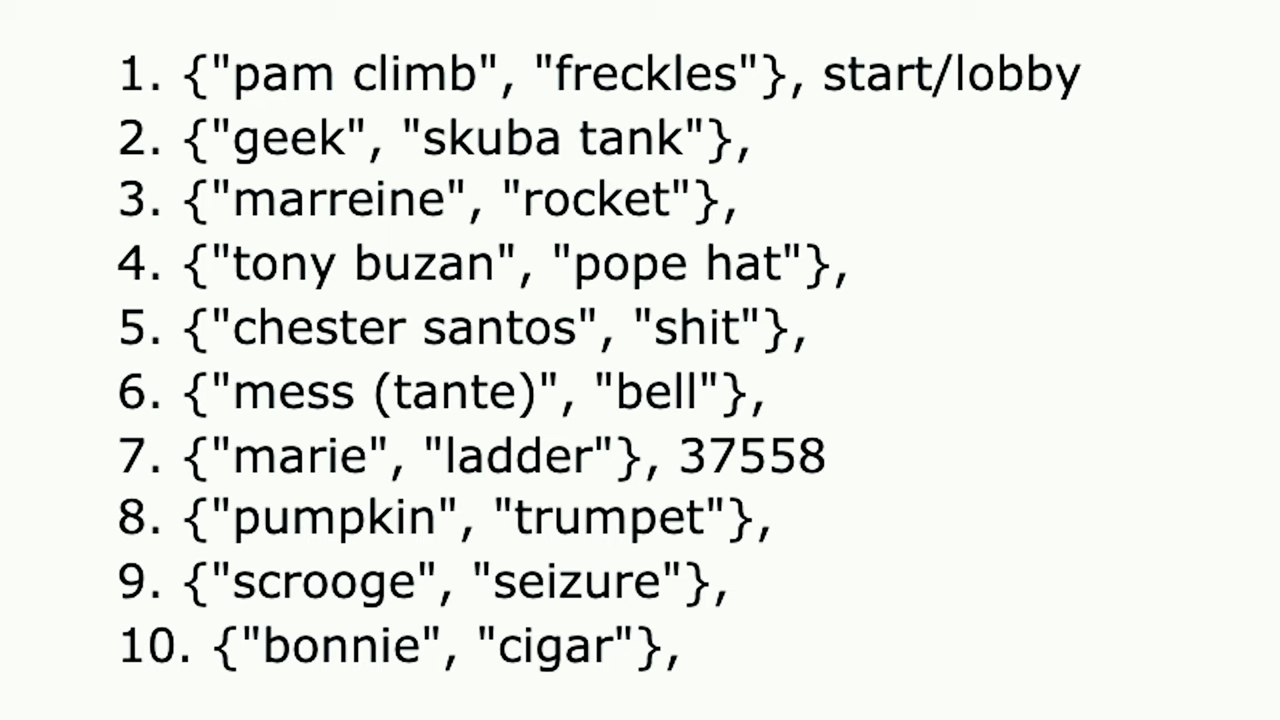 1. {"pam climb", "freckles"}, start/lobby
2. {"geek", "skuba tank"},
3. {"marreine", "rocket"},
4. {"tony buzan", "pope hat"},
5. {"chester santos", "shit"},
6. {"mess (tante)", "bell"},
7. {"marie", "ladder"}, 37558
8. {"pumpkin", "trumpet"},
9. {"scrooge", "seizure"},
10. {"bonnie", "cigar"},